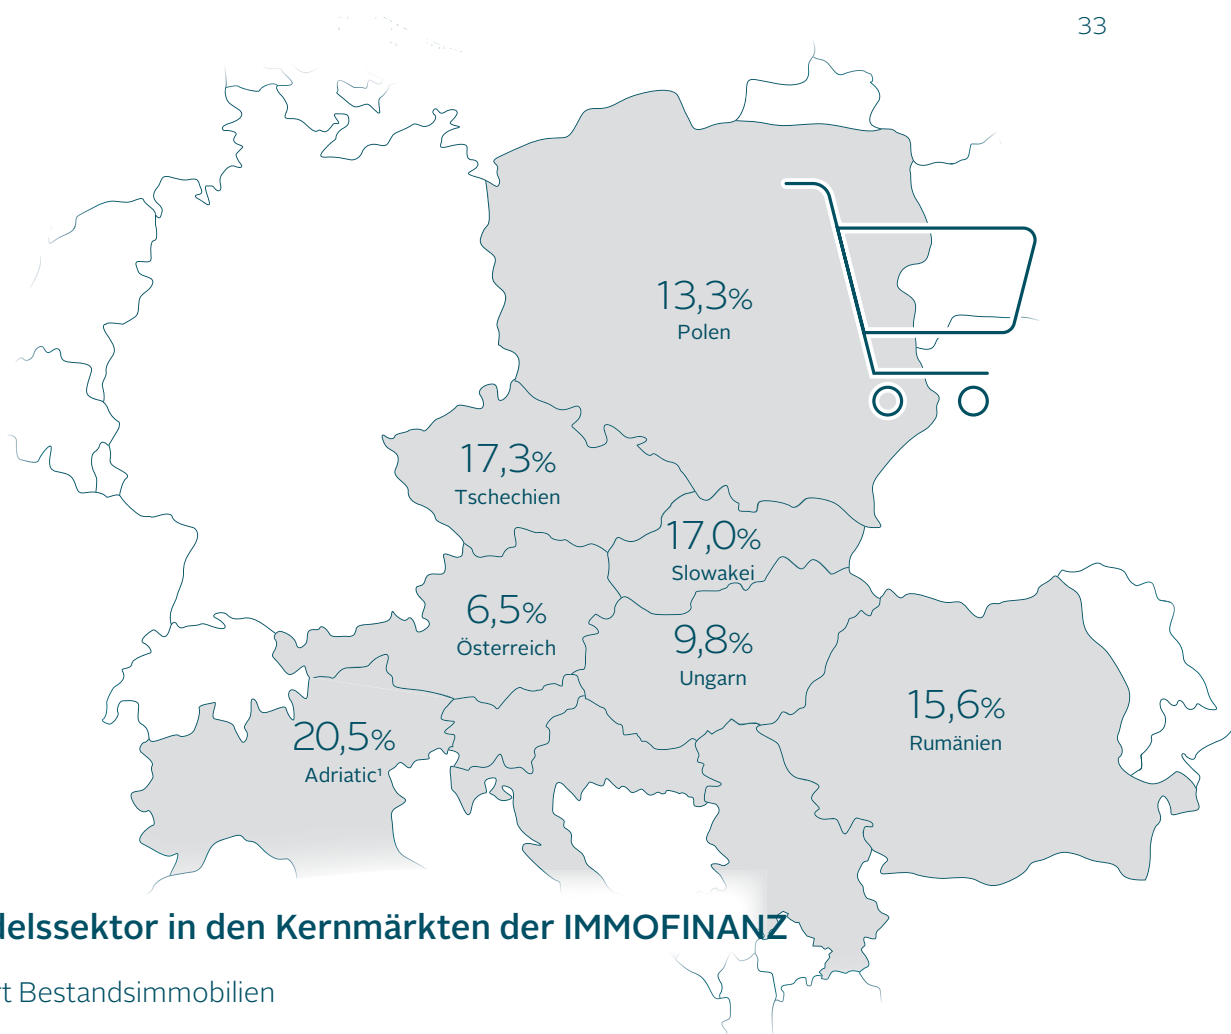 33
13,3%
Polen
17,3%
Tschechien
17,0%
Slowakei
6,5%
Österreich
9,8%
Ungarn
15,6%
Rumänien
20,5%
Adriatic¹
delssektor in den Kernmärkten der IMMOFINANZ
t Bestandsimmobilien